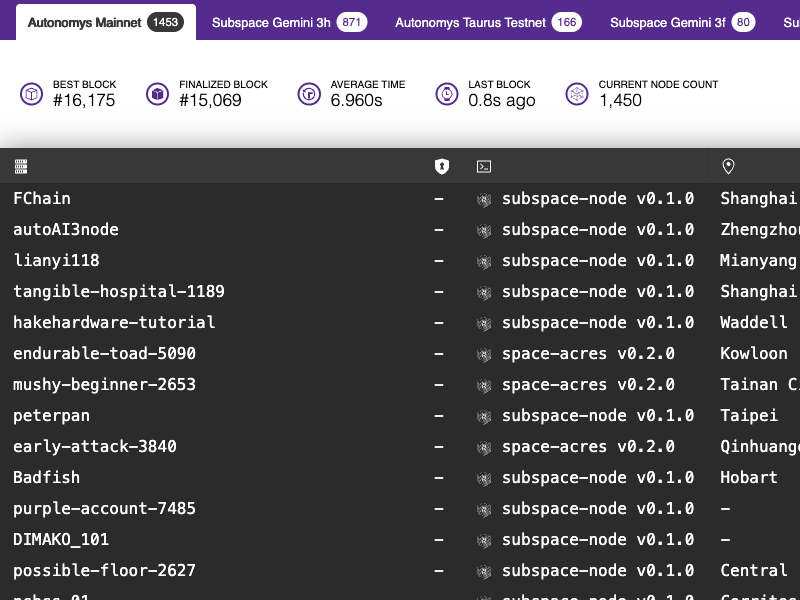 Autonomys Mainnet 1453 Subspace Gemini 3h 871 Autonomys Taurus Testnet 166 Subspace Gemini 3f 80 Su
BEST BLOCK FINALIZED BLOCK AVERAGE TIME LAST BLOCK CURRENT NODE COUNT
#16,175 #15,069 6.960s 0.8s ago 1,450
FChain – subspace-node v0.1.0 Shanghai
autoAI3node – subspace-node v0.1.0 Zhengzhou
lianyi118 – subspace-node v0.1.0 Mianyang
tangible-hospital-1189 – subspace-node v0.1.0 Shanghai
hakehardware-tutorial – subspace-node v0.1.0 Waddell
endurable-toad-5090 – space-acres v0.2.0 Kowloon
mushy-beginner-2653 – space-acres v0.2.0 Tainan C
peterpan – subspace-node v0.1.0 Taipei
early-attack-3840 – space-acres v0.2.0 Qinhuang
Badfish – subspace-node v0.1.0 Hobart
purple-account-7485 – subspace-node v0.1.0 –
DIMAKO_101 – subspace-node v0.1.0 –
possible-floor-2627 – subspace-node v0.1.0 Central
subspace-node v0.1.0